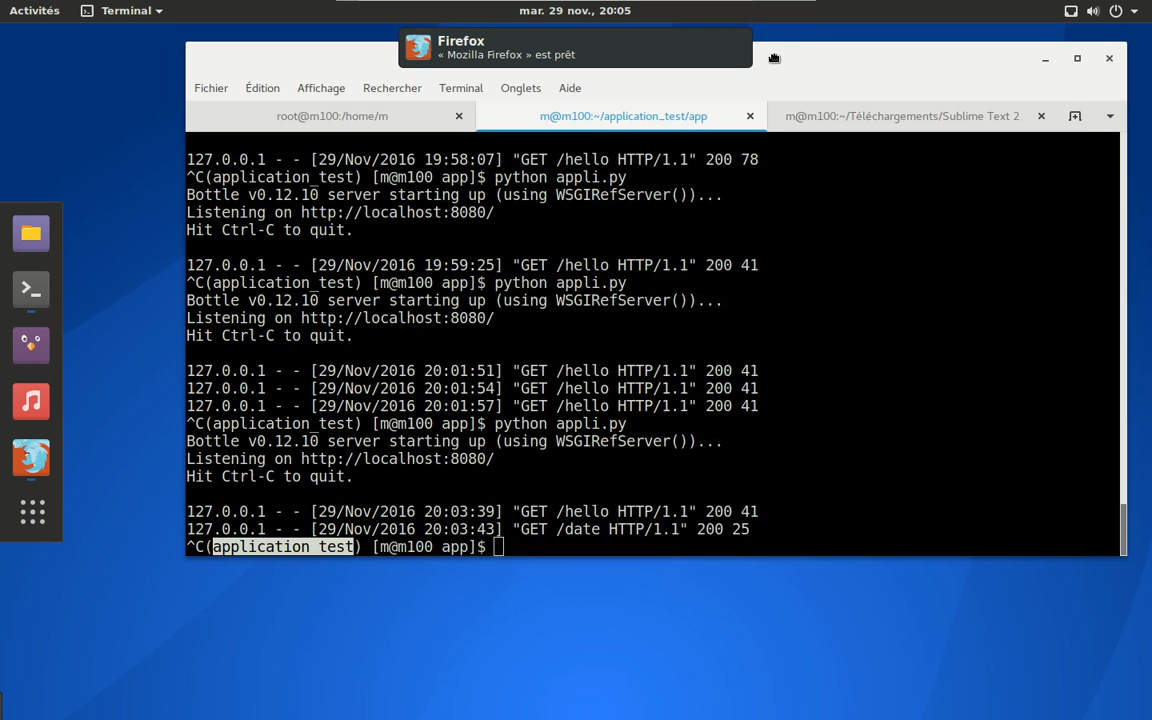 Activités Terminal mar. 29 nov., 20:05
Firefox
« Mozilla Firefox » est prêt
Fichier Édition Affichage Rechercher Terminal Onglets Aide
root@m100:/home/m m@m100:~/application_test/app m@m100:~/Téléchargements/Sublime Text 2
127.0.0.1 - - [29/Nov/2016 19:58:07] "GET /hello HTTP/1.1" 200 78
^C(application_test) [m@m100 app]$ python appli.py
Bottle v0.12.10 server starting up (using WSGIRefServer())...
Listening on http://localhost:8080/
Hit Ctrl-C to quit.
127.0.0.1 - - [29/Nov/2016 19:59:25] "GET /hello HTTP/1.1" 200 41
^C(application_test) [m@m100 app]$ python appli.py
Bottle v0.12.10 server starting up (using WSGIRefServer())...
Listening on http://localhost:8080/
Hit Ctrl-C to quit.
127.0.0.1 - - [29/Nov/2016 20:01:51] "GET /hello HTTP/1.1" 200 41
127.0.0.1 - - [29/Nov/2016 20:01:54] "GET /hello HTTP/1.1" 200 41
127.0.0.1 - - [29/Nov/2016 20:01:57] "GET /hello HTTP/1.1" 200 41
^C(application_test) [m@m100 app]$ python appli.py
Bottle v0.12.10 server starting up (using WSGIRefServer())...
Listening on http://localhost:8080/
Hit Ctrl-C to quit.
127.0.0.1 - - [29/Nov/2016 20:03:39] "GET /hello HTTP/1.1" 200 41
127.0.0.1 - - [29/Nov/2016 20:03:43] "GET /date HTTP/1.1" 200 25
^C(application_test) [m@m100 app]$